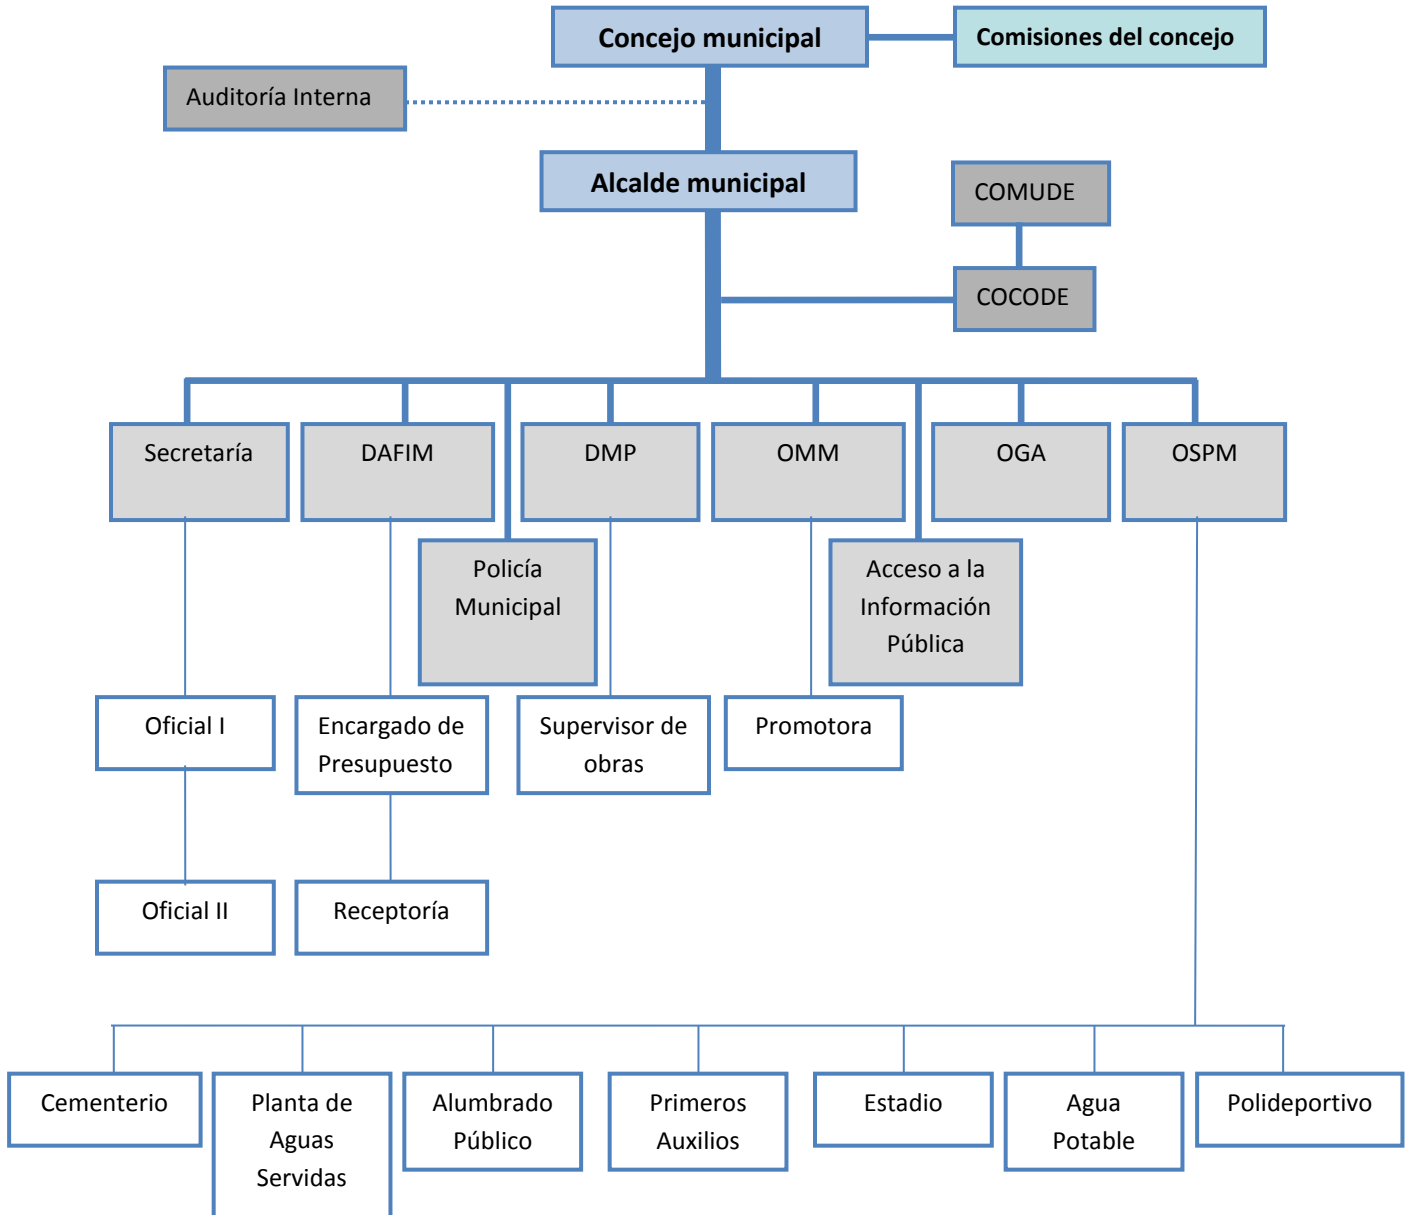 Concejo municipal
Comisiones del concejo
Auditoría Interna
Alcalde municipal
COMUDE
COCODE
Secretaría
DAFIM
DMP
OMM
OGA
OSPM
Policía
Municipal
Acceso a la
Información
Pública
Oficial I
Encargado de
Presupuesto
Supervisor de
obras
Promotora
Oficial II
Receptoría
Cementerio
Planta de
Aguas
Servidas
Alumbrado
Público
Primeros
Auxilios
Estadio
Agua
Potable
Polideportivo